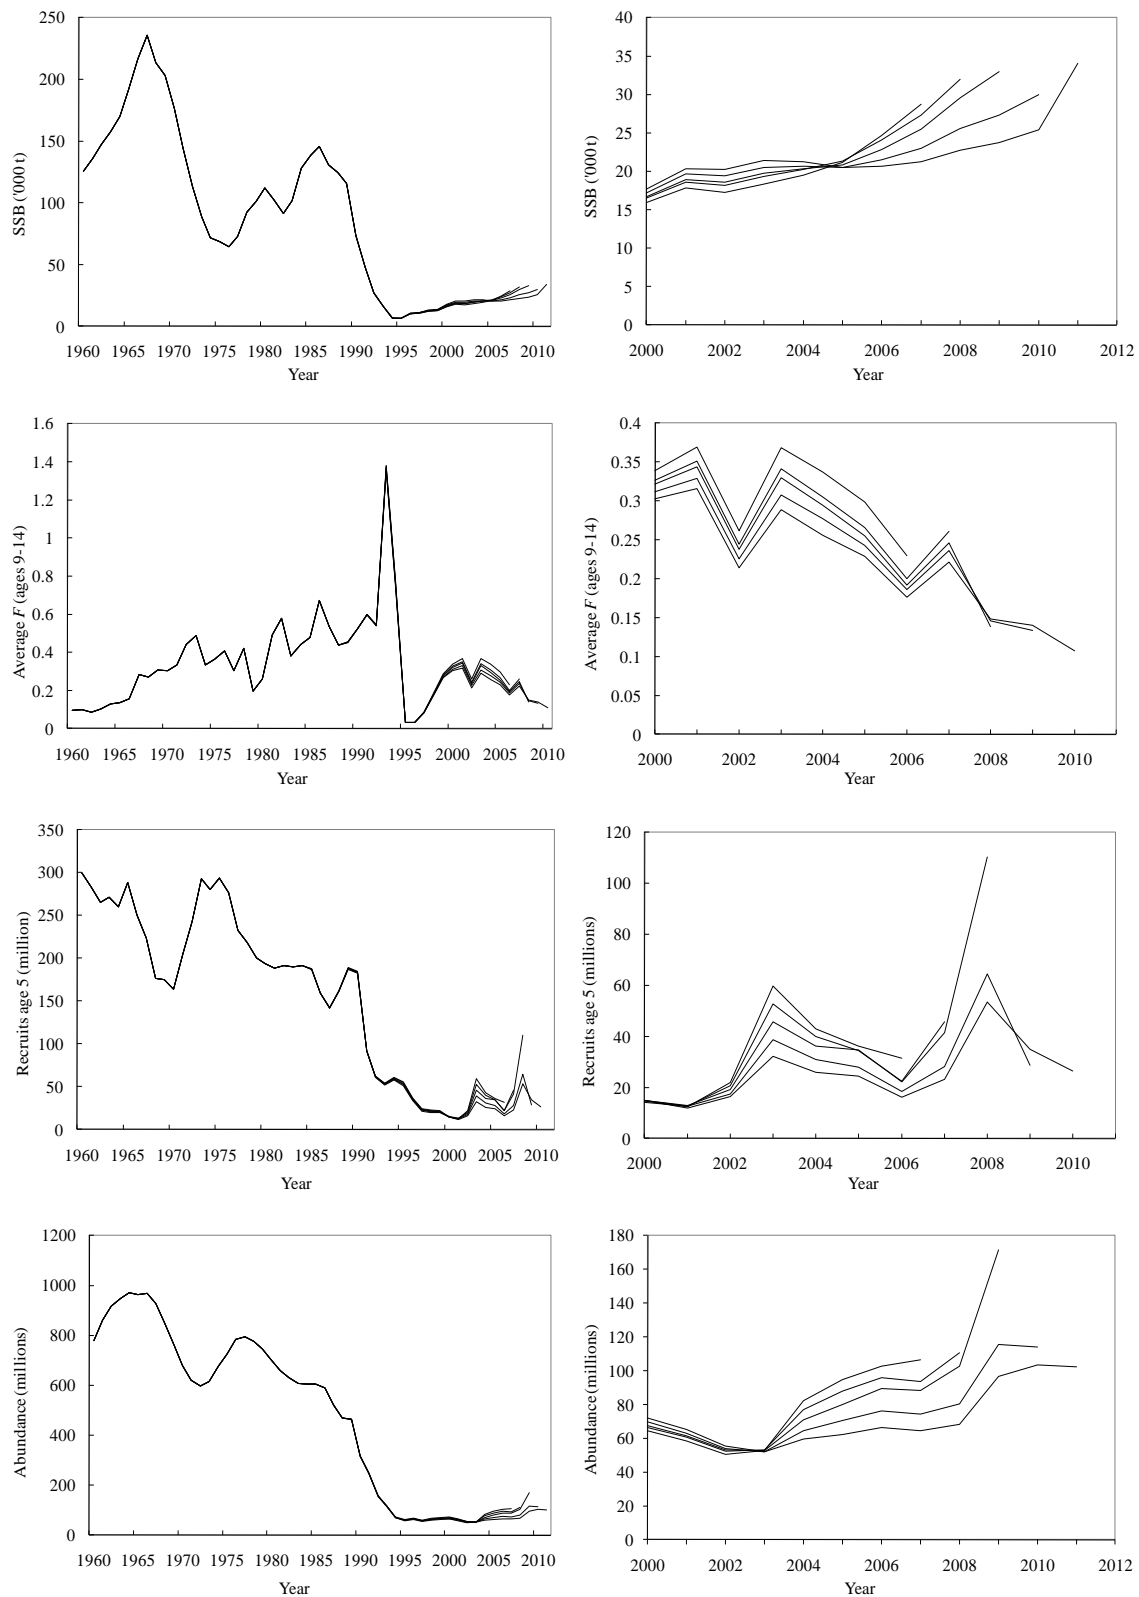 250
200
150
100
50
0
SSB ('000 t)
1960 1965 1970 1975 1980 1985 1990 1995 2000 2005 2010
Year
40
35
30
25
20
15
10
5
0
SSB ('000 t)
2000 2002 2004 2006 2008 2010 2012
Year
1.6
1.4
1.2
1
0.8
0.6
0.4
0.2
0
Average F (ages 9-14)
1960 1965 1970 1975 1980 1985 1990 1995 2000 2005 2010
Year
0.4
0.35
0.3
0.25
0.2
0.15
0.1
0.05
0
Average F (ages 9-14)
2000 2002 2004 2006 2008 2010
Year
350
300
250
200
150
100
50
0
Recruits age 5 (million)
1960 1965 1970 1975 1980 1985 1990 1995 2000 2005 2010
Year
120
100
80
60
40
20
0
Recruits age 5 (millions)
2000 2002 2004 2006 2008 2010
Year
1200
1000
800
600
400
200
0
Abundance (millions)
1960 1965 1970 1975 1980 1985 1990 1995 2000 2005 2010
Year
180
160
140
120
100
80
60
40
20
0
Abundance (millions)
2000 2002 2004 2006 2008 2010 2012
Year